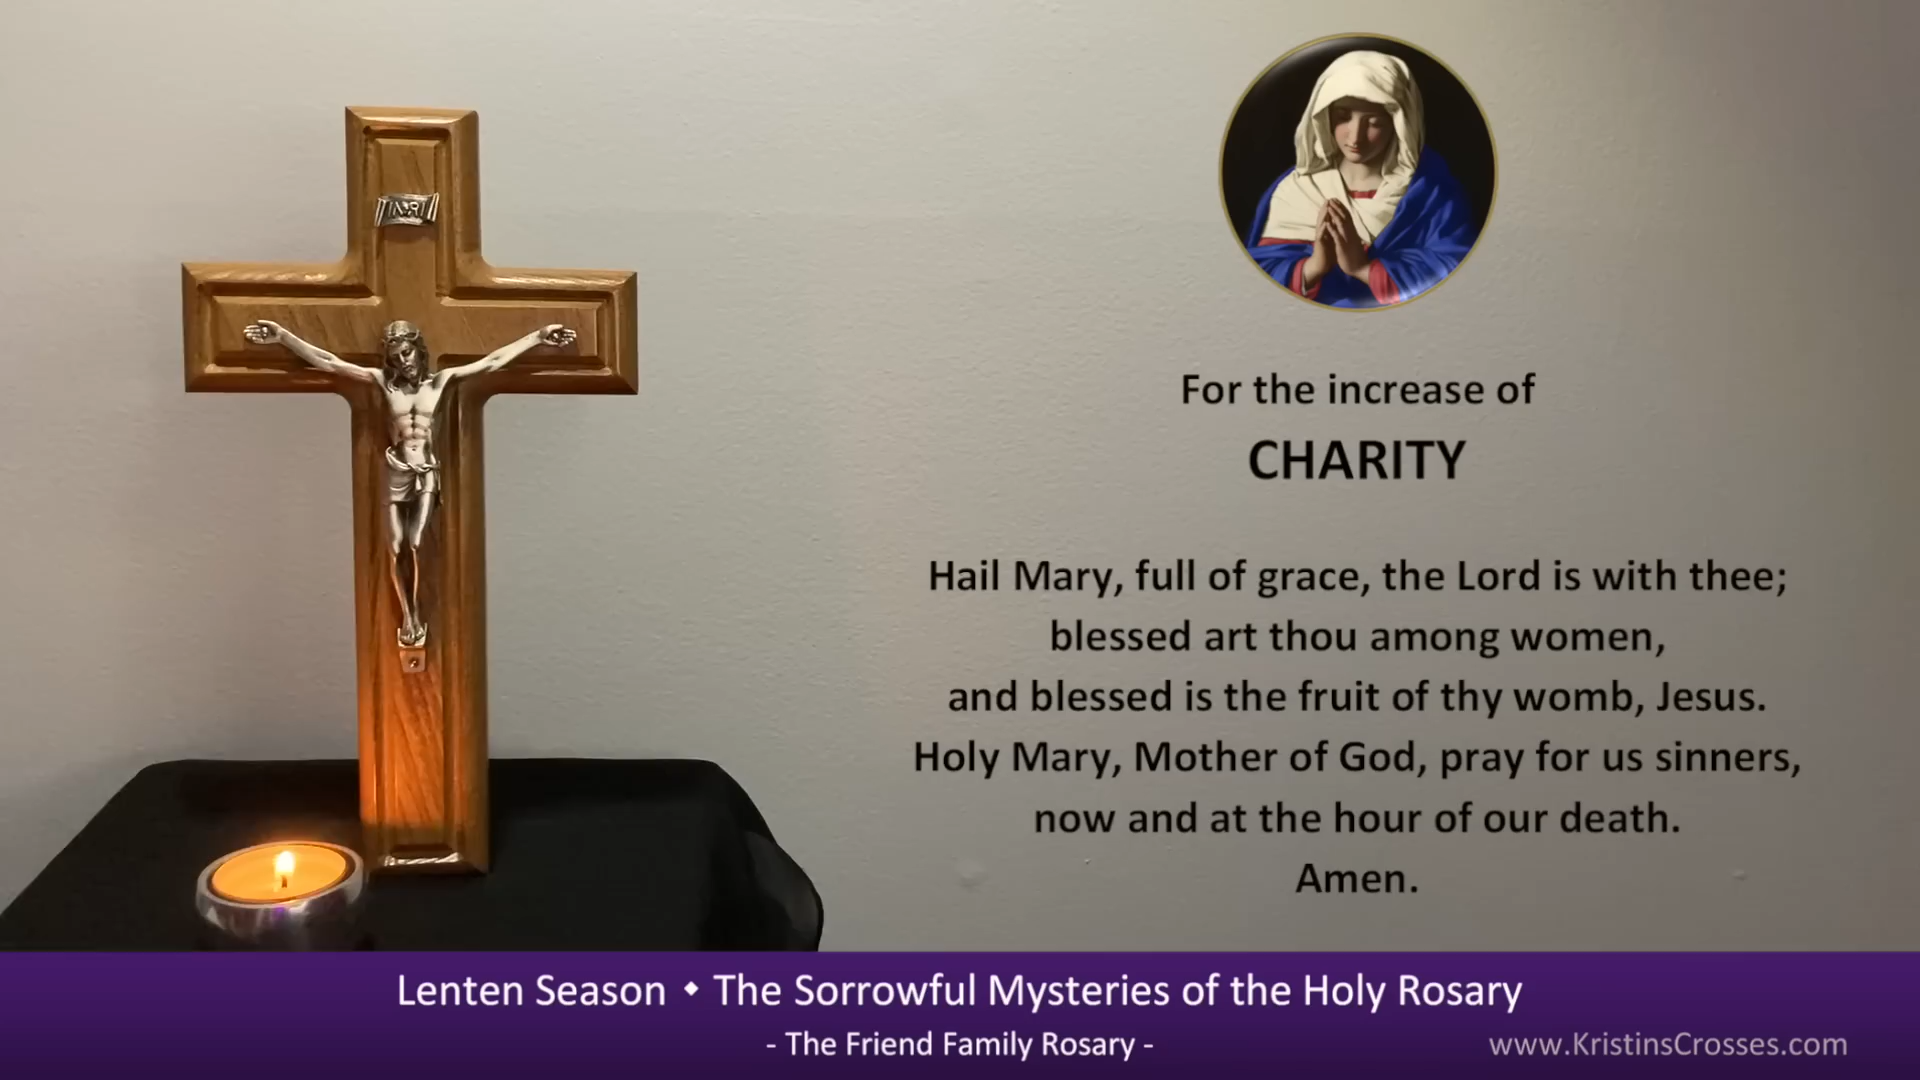 INRI
For the increase of
CHARITY
Hail Mary, full of grace, the Lord is with thee;
blessed art thou among women,
and blessed is the fruit of thy womb, Jesus.
Holy Mary, Mother of God, pray for us sinners,
now and at the hour of our death.
Amen.
Lenten Season • The Sorrowful Mysteries of the Holy Rosary
- The Friend Family Rosary -
www.KristinsCrosses.com